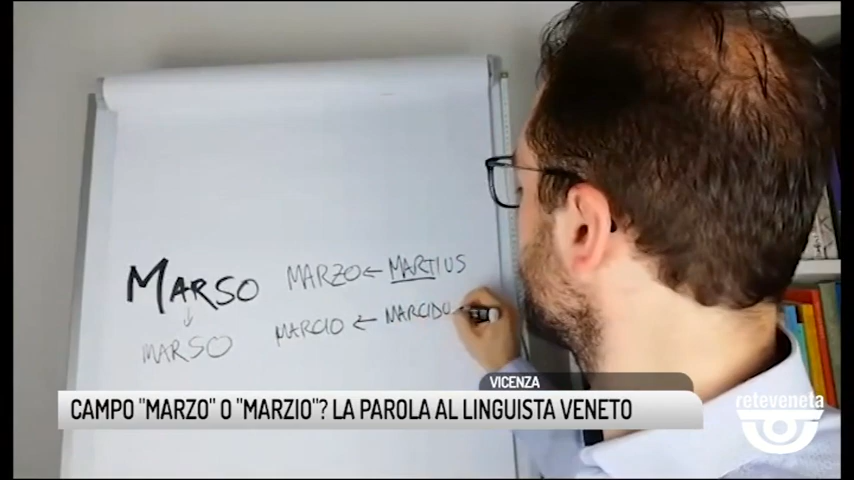 MARSO
MARZO ← MARTIUS
MARSO
MARCIO ← MARCIDU
VICENZA
CAMPO "MARZO" O "MARZIO"? LA PAROLA AL LINGUISTA VENETO
reteveneta